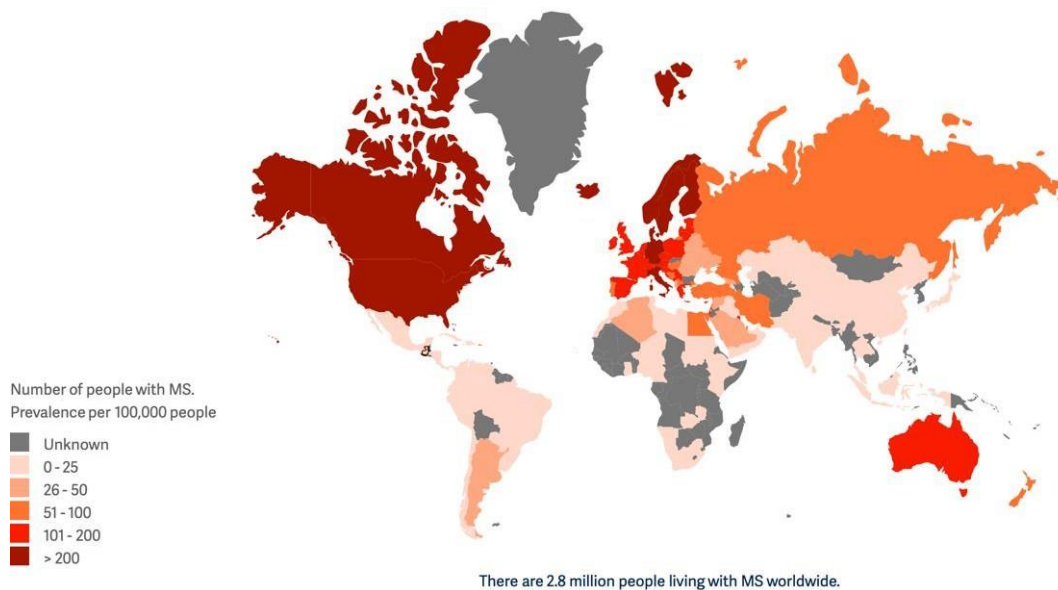 Number of people with MS.
Prevalence per 100,000 people
Unknown
0 - 25
26 - 50
51 - 100
101 - 200
> 200
There are 2.8 million people living with MS worldwide.